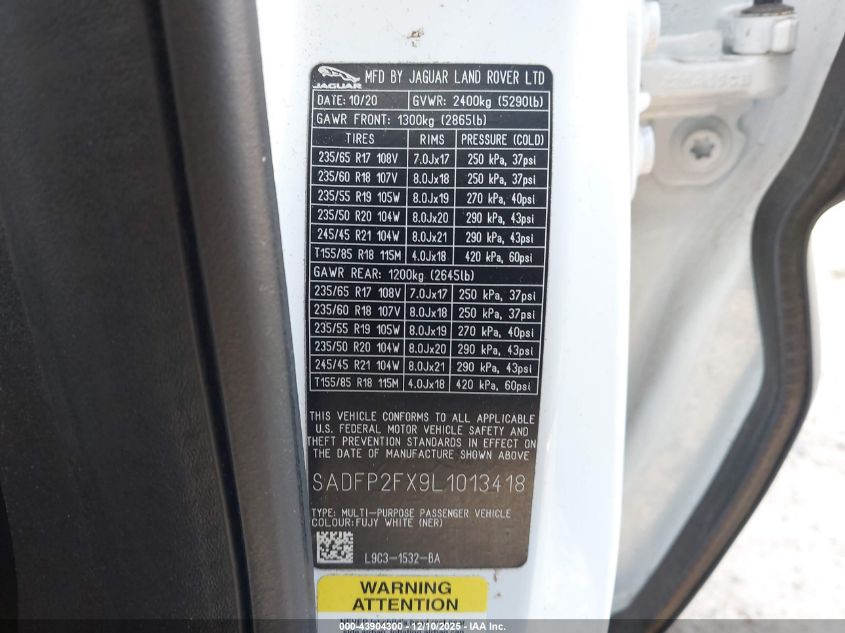 JAGUAR MFD BY JAGUAR LAND ROVER LTD
DATE: 10/20 GVWR: 2400kg (5290lb)
GAWR FRONT: 1300kg (2865lb)
TIRES RIMS PRESSURE (COLD)
235/65 R17 108V 7.0Jx17 250 kPa, 37psi
235/60 R18 107V 8.0Jx18 250 kPa, 37psi
235/55 R19 105W 8.0Jx19 270 kPa, 40psi
235/50 R20 104W 8.0Jx20 290 kPa, 43psi
245/45 R21 104W 8.0Jx21 290 kPa, 43psi
T155/85 R18 115M 4.0Jx18 420 kPa, 60psi
GAWR REAR: 1200kg (2645lb)
235/65 R17 108V 7.0Jx17 250 kPa, 37psi
235/60 R18 107V 8.0Jx18 250 kPa, 37psi
235/55 R19 105W 8.0Jx19 270 kPa, 40psi
235/50 R20 104W 8.0Jx20 290 kPa, 43psi
245/45 R21 104W 8.0Jx21 290 kPa, 43psi
T155/85 R18 115M 4.0Jx18 420 kPa, 60psi
THIS VEHICLE CONFORMS TO ALL APPLICABLE
U.S. FEDERAL MOTOR VEHICLE SAFETY AND
THEFT PREVENTION STANDARDS IN EFFECT ON
THE DATE OF MANUFACTURE SHOWN ABOVE
SADFP2FX9L1013418
TYPE: MULTI-PURPOSE PASSENGER VEHICLE
COLOUR:FUJY WHITE (NER)
L9C3-1532-BA
WARNING
ATTENTION
000-43904300 - 12/10/2025 - IAA Inc.